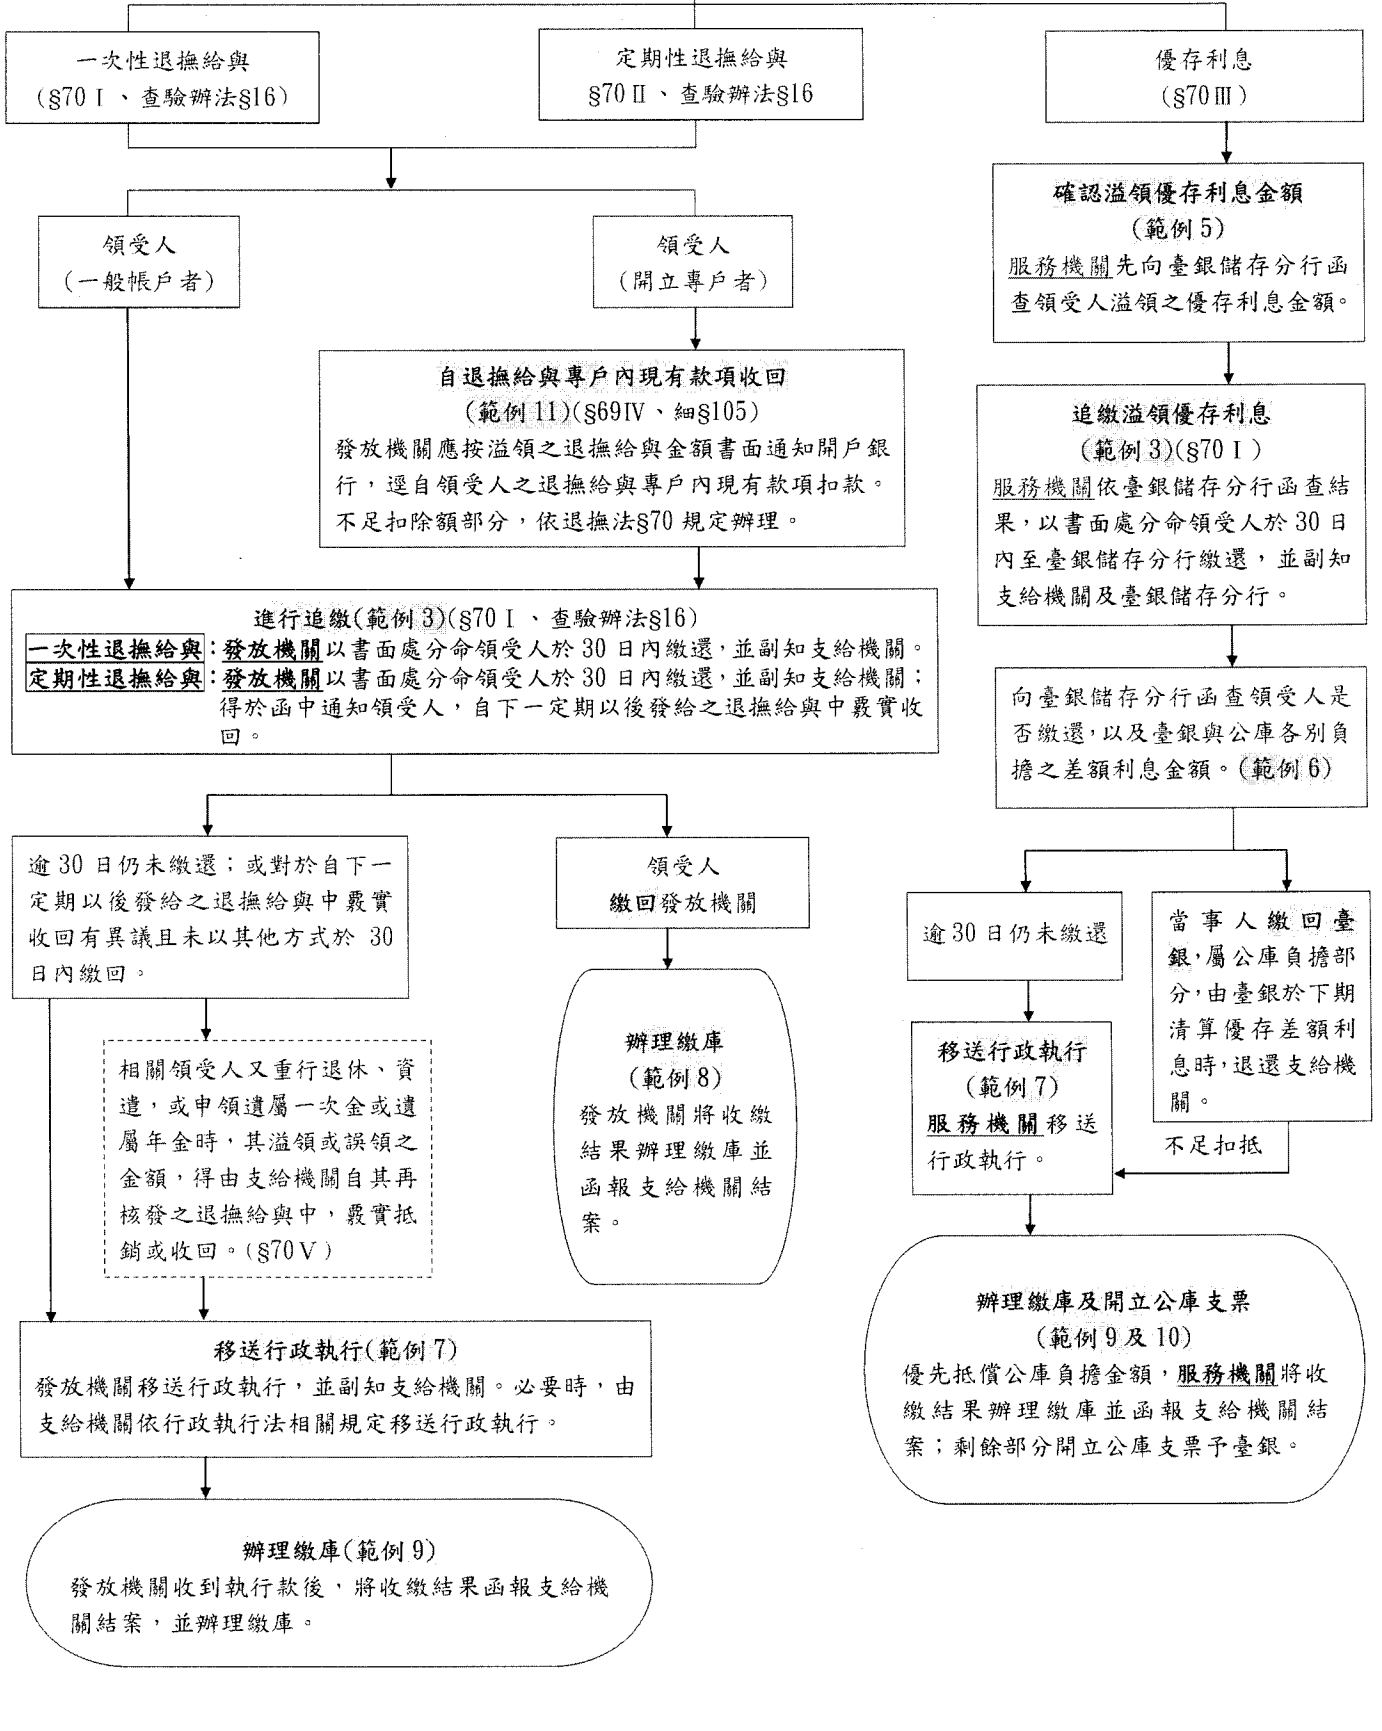 一次性退撫給與
(§70Ⅰ、查驗辦法§16)
定期性退撫給與
§70Ⅱ、查驗辦法§16
優存利息
(§70Ⅲ)
領受人
(一般帳戶者)
領受人
(開立專戶者)
自退撫給與專戶內現有款項收回
(範例11)(§69Ⅳ、細§105)
發放機關應按溢領之退撫給與金額書面通知開戶銀
行，逕自領受人之退撫給與專戶內現有款項扣款。
不足扣除額部分，依退撫法§70 規定辦理。
進行追繳(範例3)(§70Ⅰ、查驗辦法§16)
一次性退撫給與：發放機關以書面處分命領受人於 30 日內繳還，並副知支給機關。
定期性退撫給與：發放機關以書面處分命領受人於 30 日內繳還，並副知支給機關；
得於函中通知領受人，自下一定期以後發給之退撫給與中覈實收
回。
逾 30 日仍未繳還；或對於自下一
定期以後發給之退撫給與中覈實
收回有異議且未以其他方式於 30
日內繳回。
相關領受人又重行退休、資
遣，或申領遺屬一次金或遺
屬年金時，其溢領或誤領之
金額，得由支給機關自其再
核發之退撫給與中，覈實抵
銷或收回。(§70Ⅴ)
移送行政執行(範例7)
發放機關移送行政執行，並副知支給機關。必要時，由
支給機關依行政執行法相關規定移送行政執行。
辦理繳庫(範例9)
發放機關收到執行款後，將收繳結果函報支給機
關結案，並辦理繳庫。
領受人
繳回發放機關
辦理繳庫
(範例8)
發放機關將收繳
結果辦理繳庫並
函報支給機關結
案。
確認溢領優存利息金額
(範例5)
服務機關先向臺銀儲存分行函
查領受人溢領之優存利息金額。
追繳溢領優存利息
(範例3)(§70Ⅰ)
服務機關依臺銀儲存分行函查結
果，以書面處分命領受人於 30 日
內至臺銀儲存分行繳還，並副知
支給機關及臺銀儲存分行。
向臺銀儲存分行函查領受人是
否繳還，以及臺銀與公庫各別負
擔之差額利息金額。(範例6)
逾30日仍未繳還
移送行政執行
(範例7)
服務機關移送
行政執行。
當事人繳回臺
銀，屬公庫負擔部
分，由臺銀於下期
清算優存差額利
息時，退還支給機
關。
不足扣抵
辦理繳庫及開立公庫支票
(範例9及10)
優先抵償公庫負擔金額，服務機關將收
繳結果辦理繳庫並函報支給機關結
案；剩餘部分開立公庫支票予臺銀。